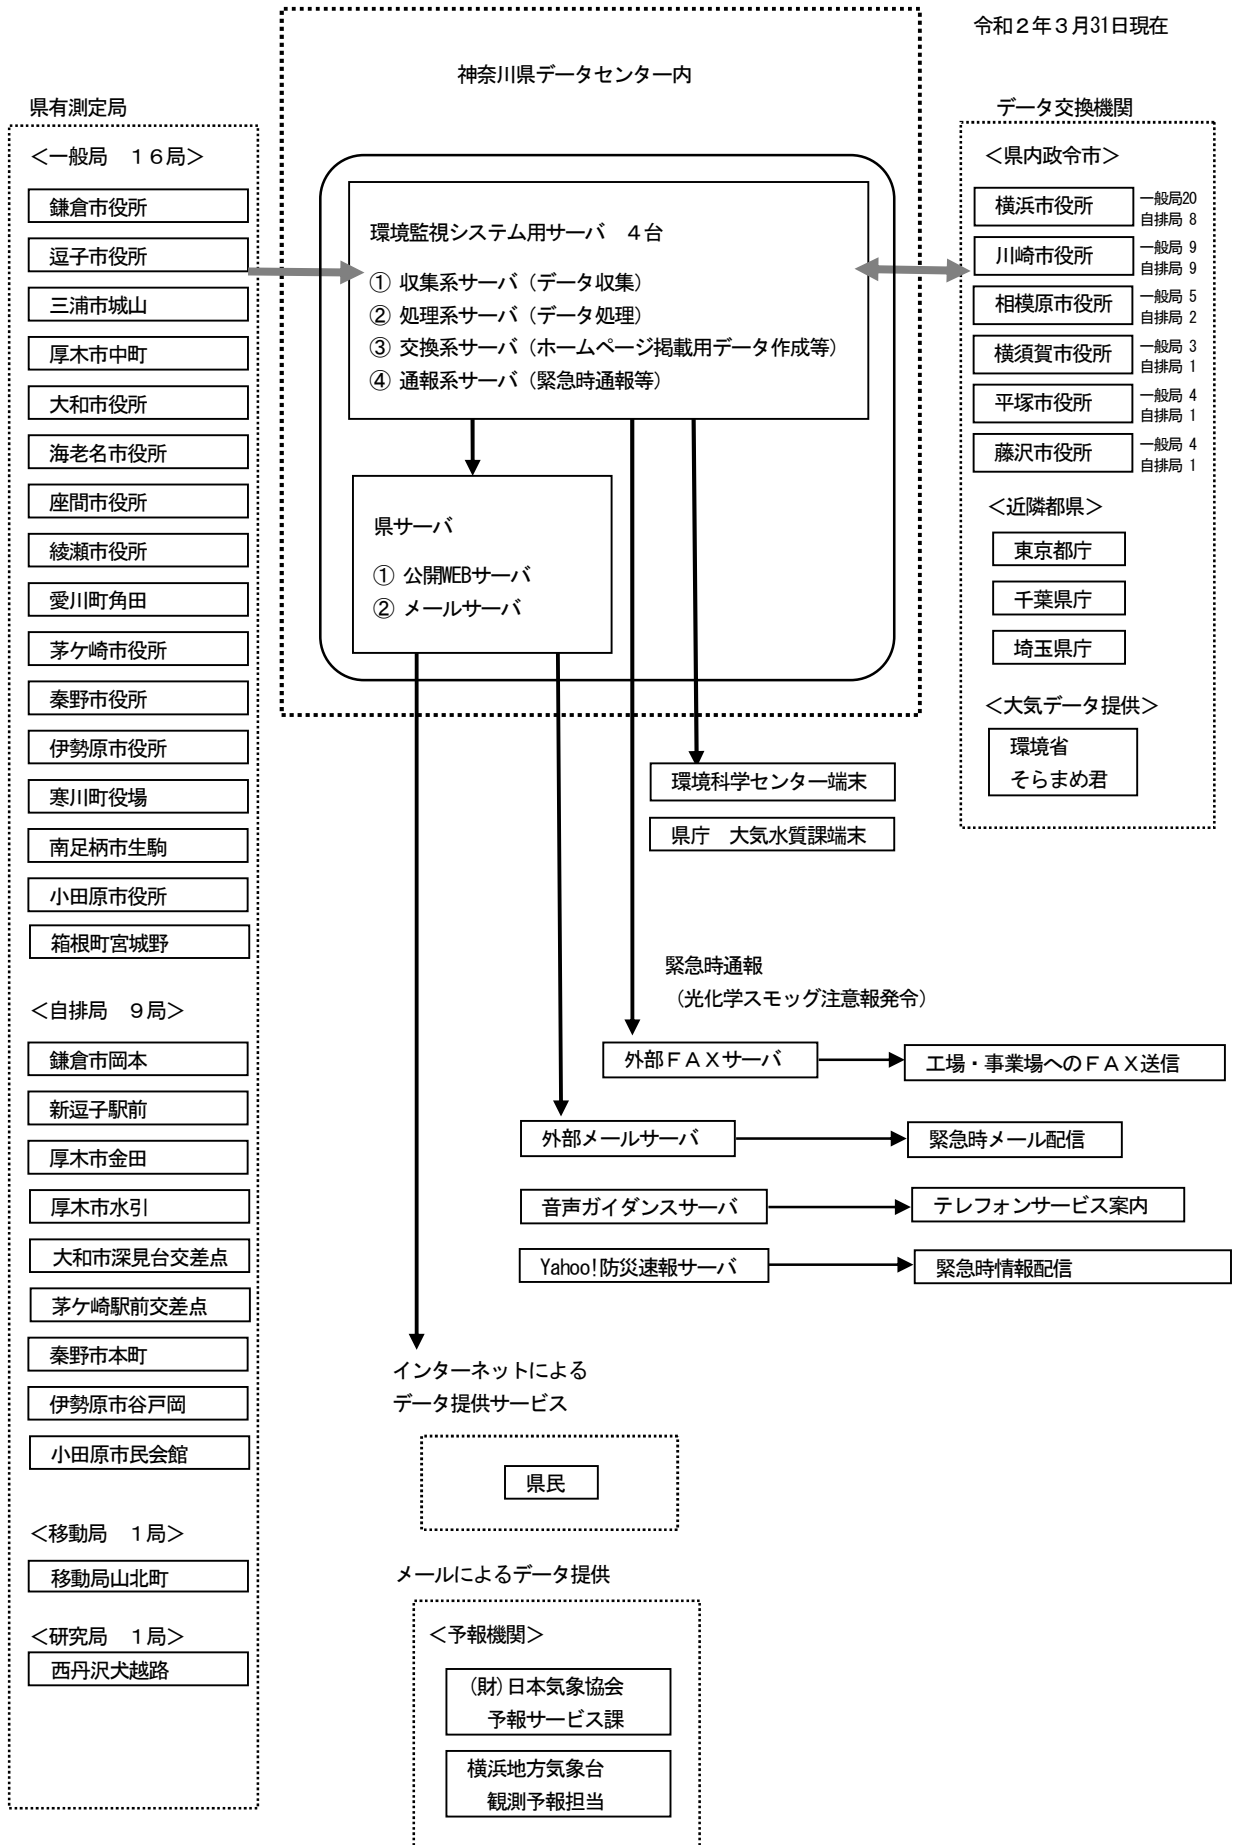 令和２年３月31日現在
神奈川県データセンター内
県有測定局
＜一般局　１６局＞
鎌倉市役所
逗子市役所
三浦市城山
厚木市中町
大和市役所
海老名市役所
座間市役所
綾瀬市役所
愛川町角田
茅ケ崎市役所
秦野市役所
伊勢原市役所
寒川町役場
南足柄市生駒
小田原市役所
箱根町宮城野
＜自排局　９局＞
鎌倉市岡本
新逗子駅前
厚木市金田
厚木市水引
大和市深見台交差点
茅ケ崎駅前交差点
秦野市本町
伊勢原市谷戸岡
小田原市民会館
＜移動局　１局＞
移動局山北町
＜研究局　１局＞
西丹沢犬越路
環境監視システム用サーバ　４台
① 収集系サーバ（データ収集）
② 処理系サーバ（データ処理）
③ 交換系サーバ（ホームページ掲載用データ作成等）
④ 通報系サーバ（緊急時通報等）
県サーバ
① 公開WEBサーバ
② メールサーバ
データ交換機関
＜県内政令市＞
横浜市役所
一般局20
自排局 8
川崎市役所
一般局 9
自排局 9
相模原市役所
一般局 5
自排局 2
横須賀市役所
一般局 3
自排局 1
平塚市役所
一般局 4
自排局 1
藤沢市役所
一般局 4
自排局 1
＜近隣都県＞
東京都庁
千葉県庁
埼玉県庁
＜大気データ提供＞
環境省
そらまめ君
環境科学センター端末
県庁　大気水質課端末
緊急時通報
（光化学スモッグ注意報発令）
外部ＦＡＸサーバ
工場・事業場へのＦＡＸ送信
外部メールサーバ
緊急時メール配信
音声ガイダンスサーバ
テレフォンサービス案内
Yahoo!防災速報サーバ
緊急時情報配信
インターネットによる
データ提供サービス
県民
メールによるデータ提供
＜予報機関＞
（財）日本気象協会
予報サービス課
横浜地方気象台
観測予報担当